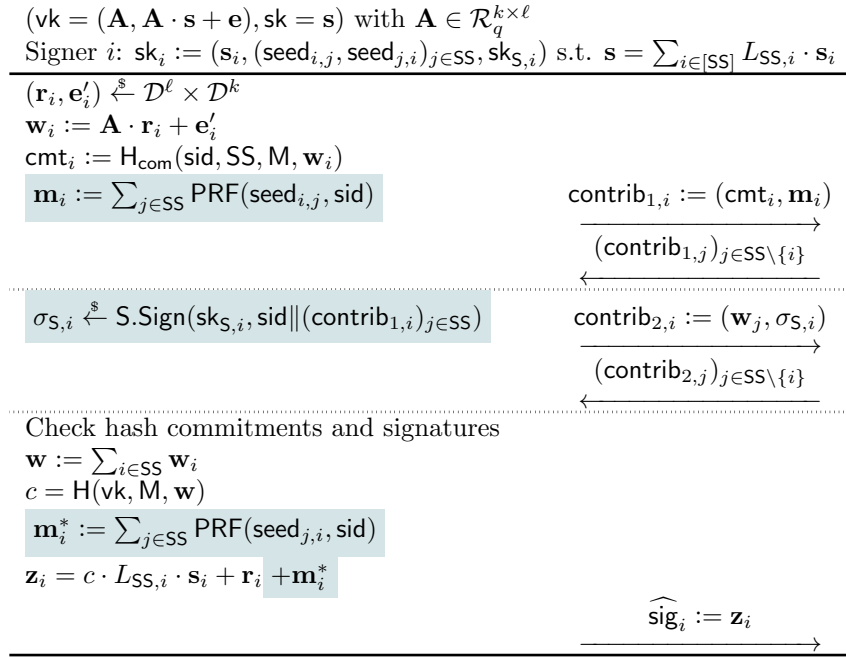 (vk = (A, A · s + e), sk = s) with A ∈ R_q^{k×ℓ}
Signer i: sk_i := (s_i, (seed_{i,j}, seed_{j,i})_{j∈SS}, sk_{S,i}) s.t. s = ∑_{i∈[SS]} L_{SS,i} · s_i
(r_i, e′_i) ←$ D^ℓ × D^k
w_i := A · r_i + e′_i
cmt_i := H_com(sid, SS, M, w_i)
m_i := ∑_{j∈SS} PRF(seed_{i,j}, sid) contrib_{1,i} := (cmt_i, m_i)
(contrib_{1,j})_{j∈SS\{i}}
σ_{S,i} ←$ S.Sign(sk_{S,i}, sid‖(contrib_{1,i})_{j∈SS}) contrib_{2,i} := (w_j, σ_{S,i})
(contrib_{2,j})_{j∈SS\{i}}
Check hash commitments and signatures
w := ∑_{i∈SS} w_i
c = H(vk, M, w)
m*_i := ∑_{j∈SS} PRF(seed_{j,i}, sid)
z_i = c · L_{SS,i} · s_i + r_i +m*_i
\widehat{sig}_i := z_i